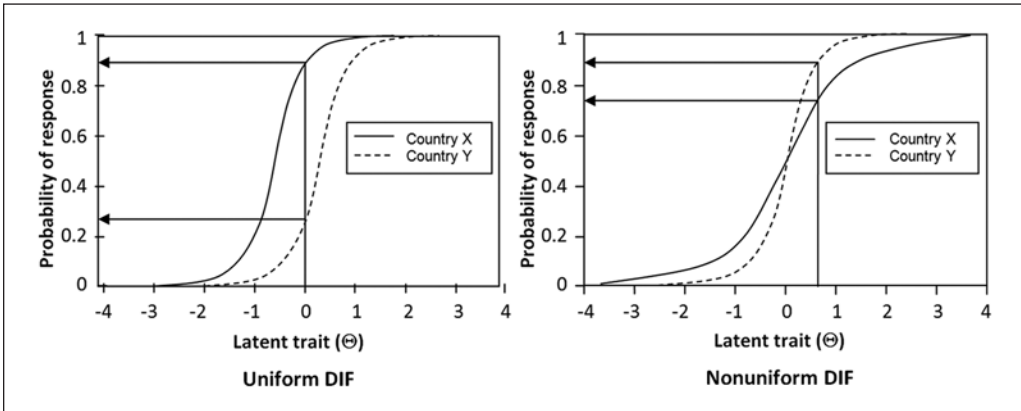 Probability of response
1
0.8
0.6
0.4
0.2
0
-4 -3 -2 -1 0 1 2 3 4
Country X
Country Y
Latent trait (Θ)
Uniform DIF
Probability of response
1
0.8
0.6
0.4
0.2
0
-4 -3 -2 -1 0 1 2 3 4
Country X
Country Y
Latent trait (Θ)
Nonuniform DIF